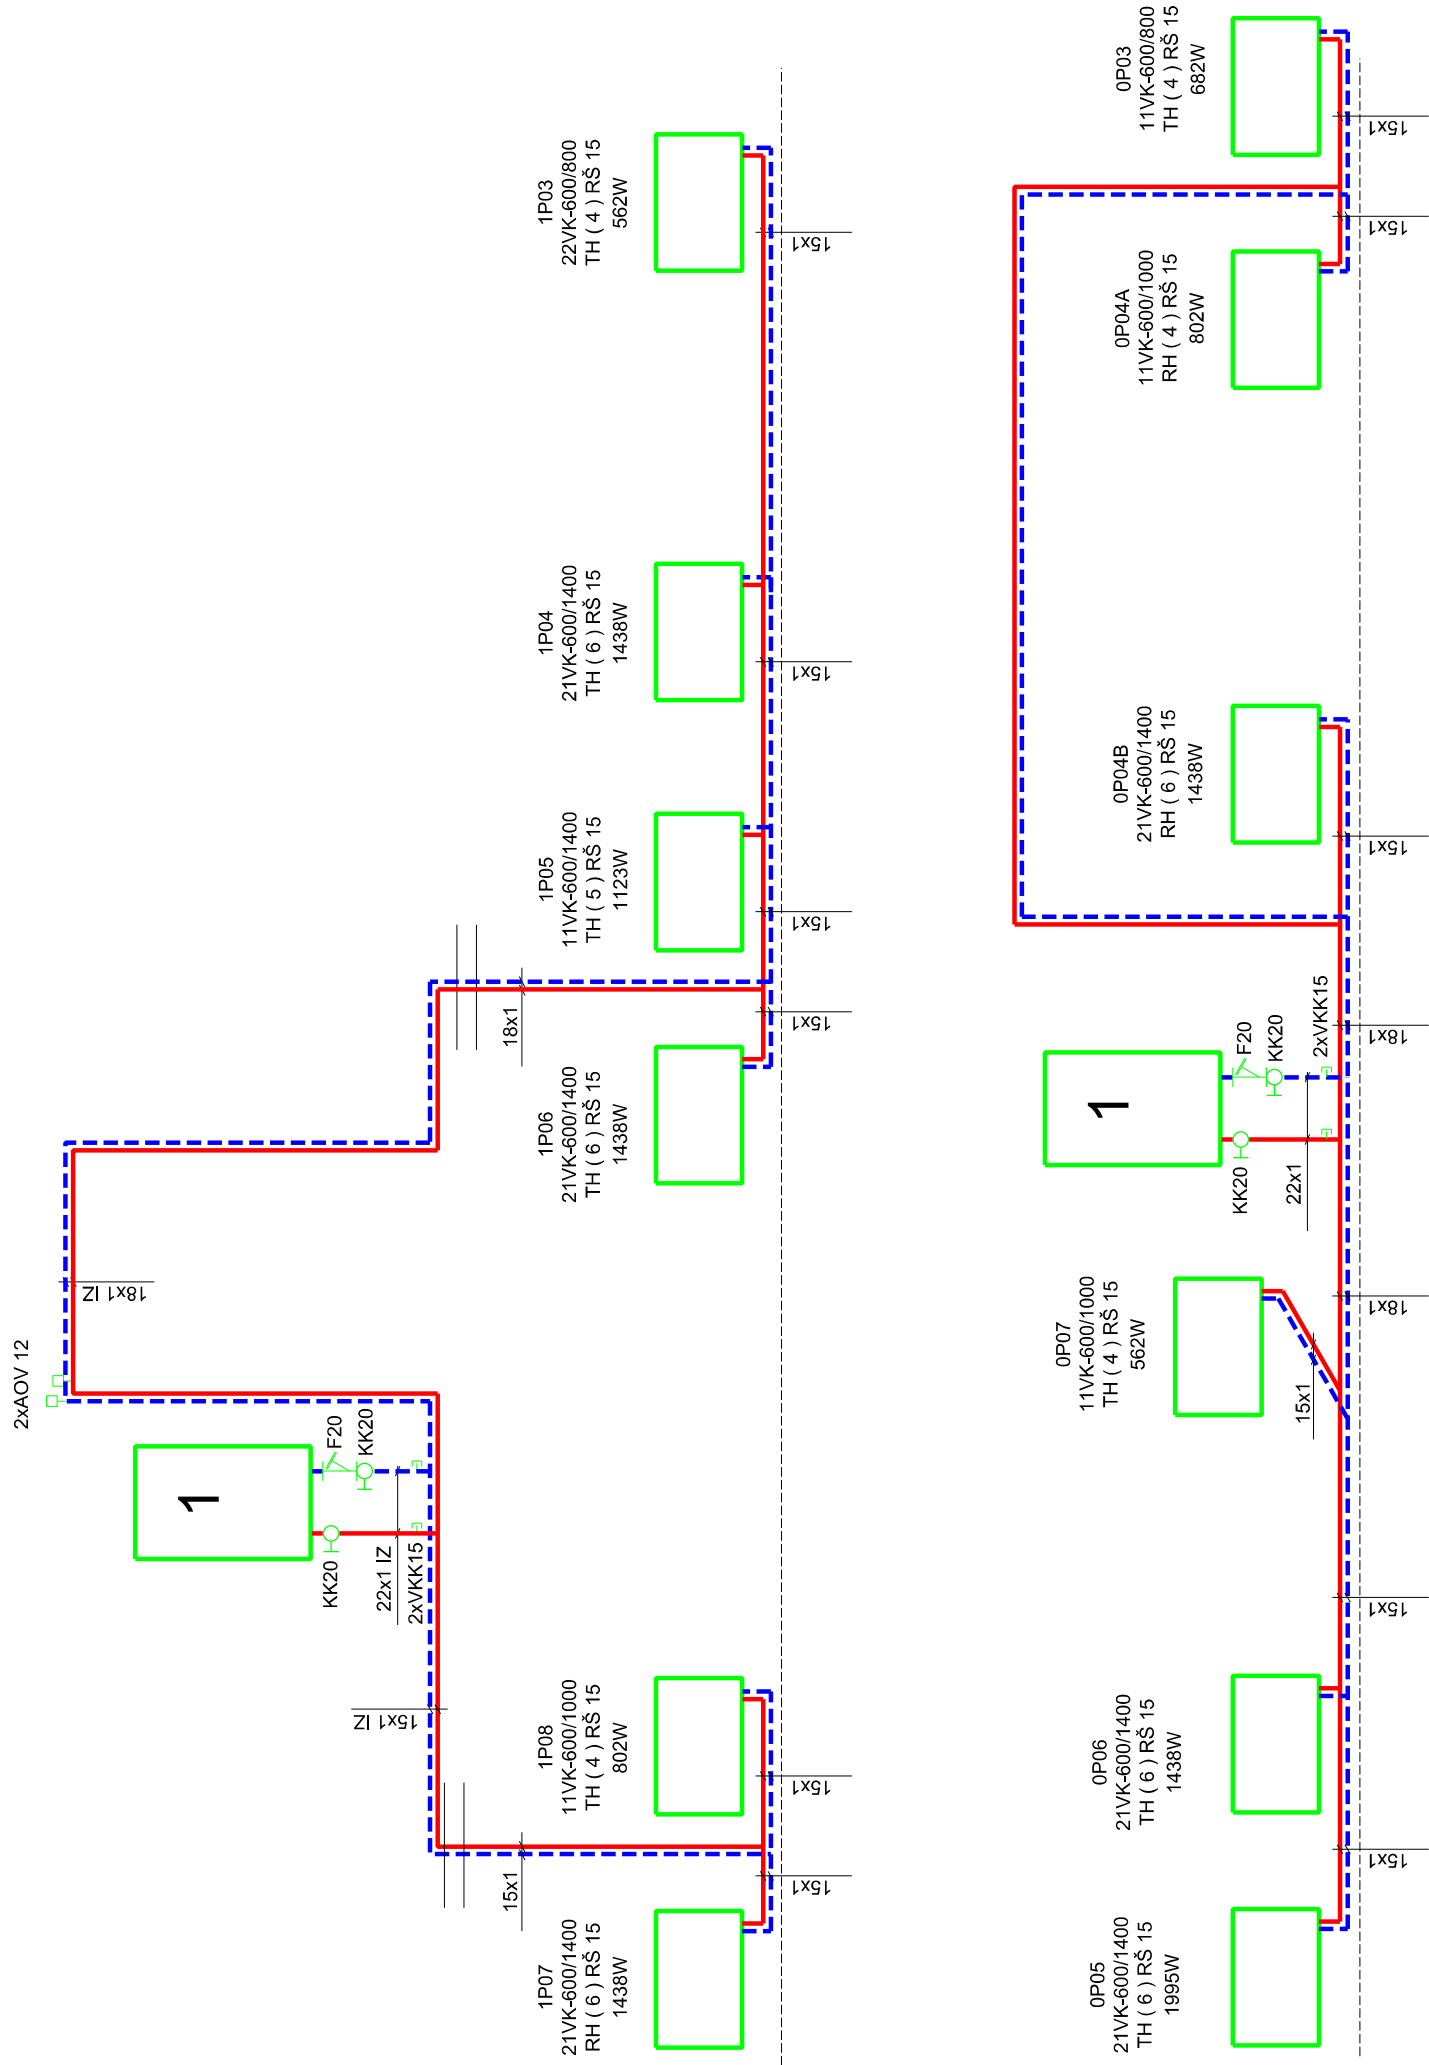 2xAOV 12
18x1 IZ
1
KK20
F20
KK20
22x1 IZ
2xVKK15
15x1 IZ
15x1
18x1
1P07
21VK-600/1400
RH ( 6 ) RŠ 15
1438W
15x1
1P08
11VK-600/1000
TH ( 4 ) RŠ 15
802W
15x1
1P06
21VK-600/1400
TH ( 6 ) RŠ 15
1438W
15x1
1P05
11VK-600/1400
TH ( 5 ) RŠ 15
1123W
15x1
1P04
21VK-600/1400
TH ( 6 ) RŠ 15
1438W
15x1
1P03
22VK-600/800
TH ( 4 ) RŠ 15
562W
15x1
0P05
21VK-600/1400
TH ( 6 ) RŠ 15
1995W
15x1
0P06
21VK-600/1400
TH ( 6 ) RŠ 15
1438W
15x1
0P07
11VK-600/1000
TH ( 4 ) RŠ 15
562W
15x1
18x1
1
KK20
F20
KK20
22x1
2xVKK15
18x1
0P04B
21VK-600/1400
RH ( 6 ) RŠ 15
1438W
15x1
0P04A
11VK-600/1000
RH ( 4 ) RŠ 15
802W
15x1
0P03
11VK-600/800
TH ( 4 ) RŠ 15
682W
15x1